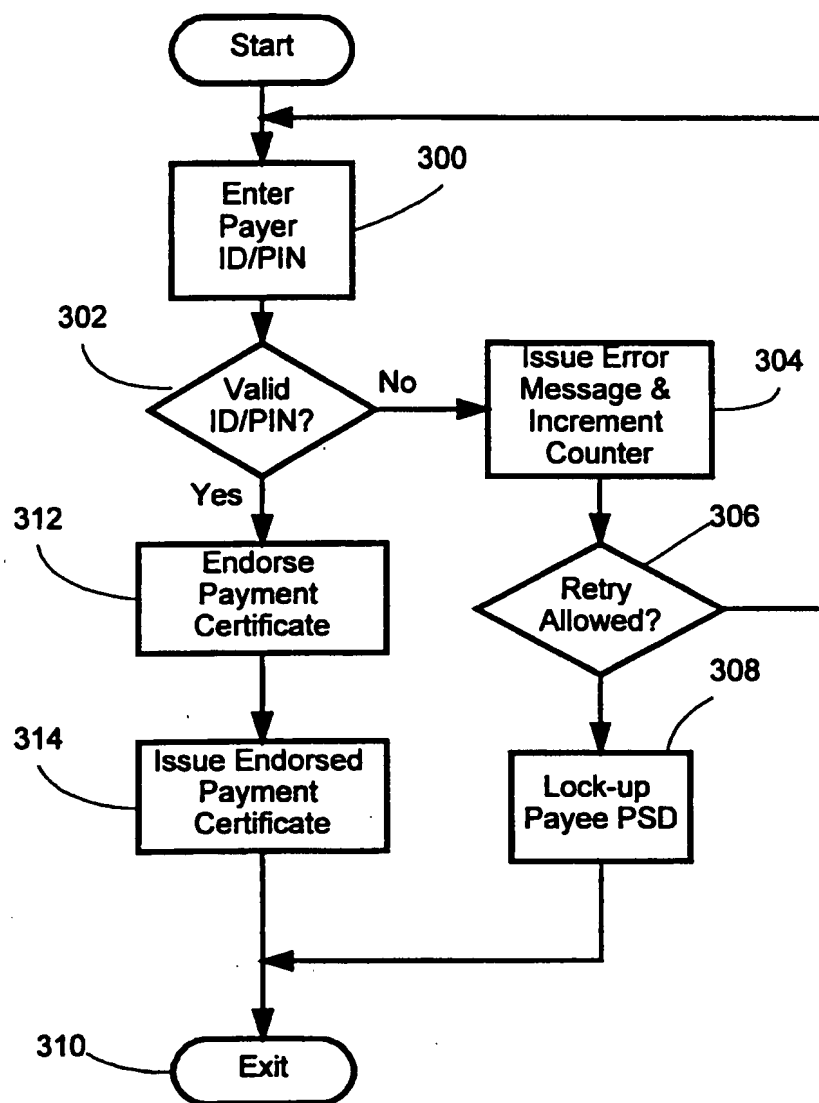 Start
300
Enter
Payer
ID/PIN
302
Valid
ID/PIN?
No
Yes
Issue Error
Message &
Increment
Counter
304
306
Retry
Allowed?
312
Endorse
Payment
Certificate
308
Lock-up
Payee PSD
314
Issue Endorsed
Payment
Certificate
310
Exit